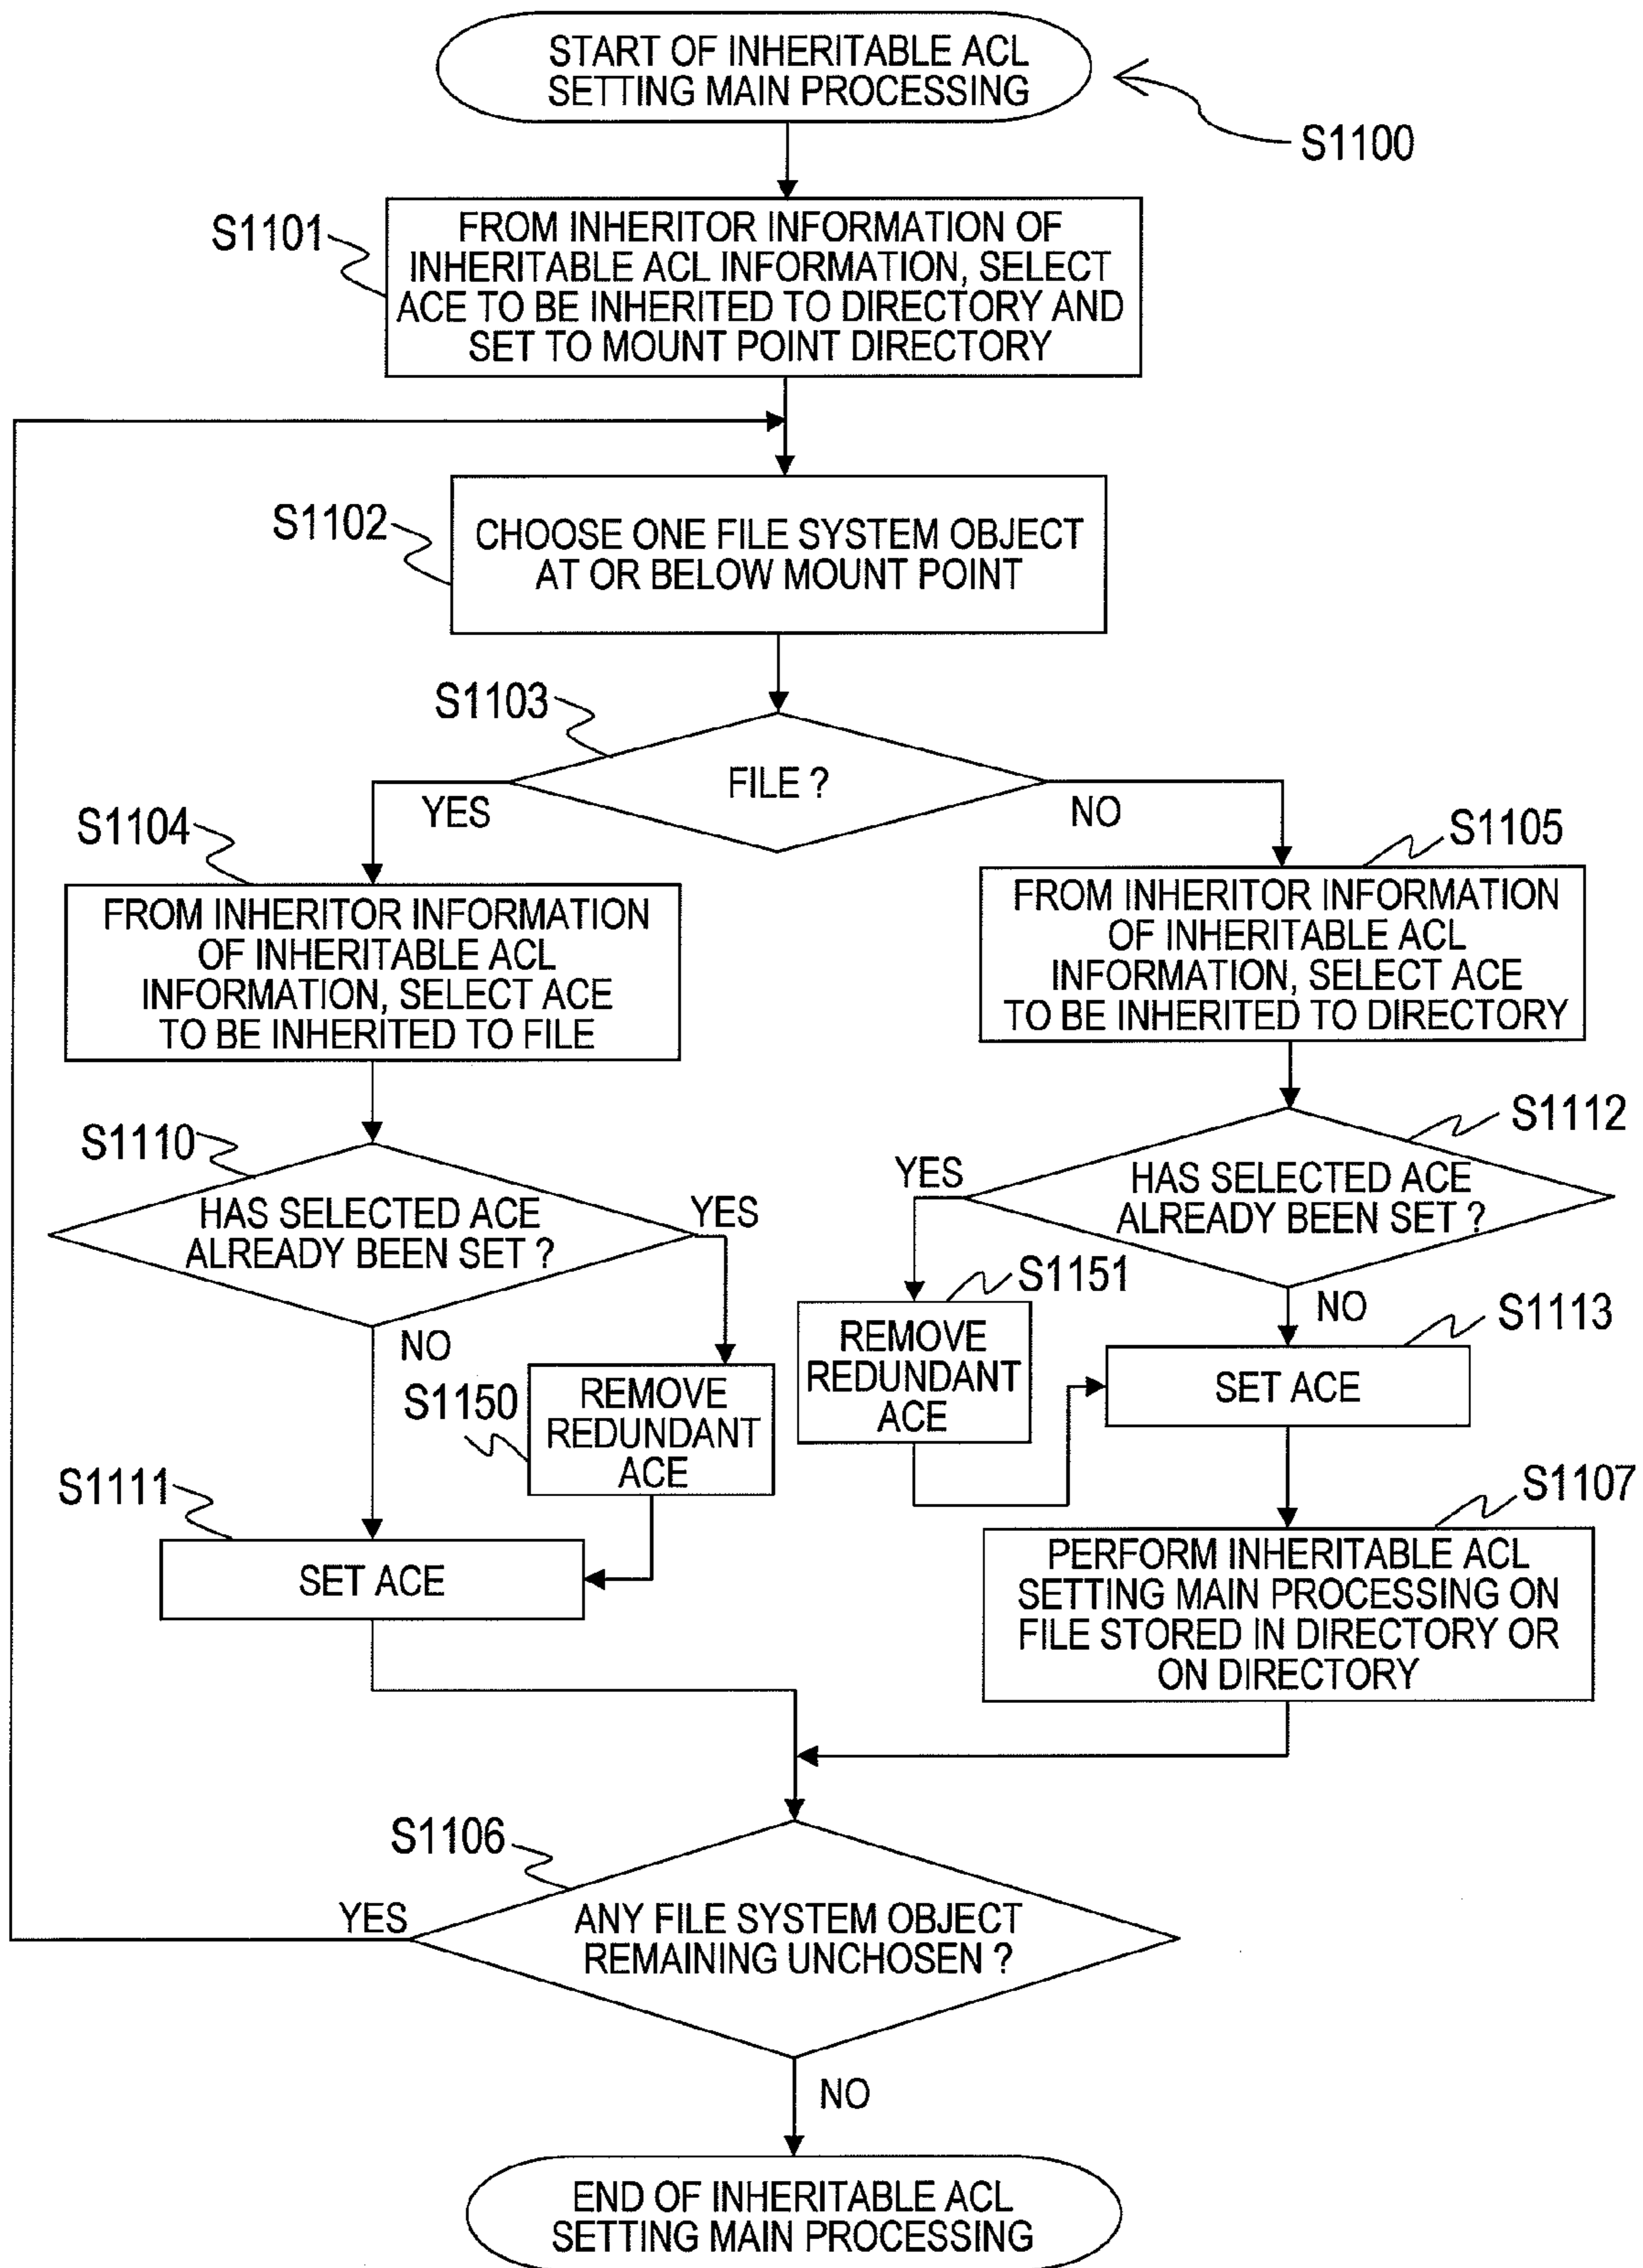 START OF INHERITABLE ACL
SETTING MAIN PROCESSING
S1100
S1101
FROM INHERITOR INFORMATION OF
INHERITABLE ACL INFORMATION, SELECT
ACE TO BE INHERITED TO DIRECTORY AND
SET TO MOUNT POINT DIRECTORY
S1102
CHOOSE ONE FILE SYSTEM OBJECT
AT OR BELOW MOUNT POINT
S1103
FILE ?
YES
NO
S1104
FROM INHERITOR INFORMATION
OF INHERITABLE ACL
INFORMATION, SELECT ACE
TO BE INHERITED TO FILE
S1105
FROM INHERITOR INFORMATION
OF INHERITABLE ACL
INFORMATION, SELECT ACE
TO BE INHERITED TO DIRECTORY
S1110
HAS SELECTED ACE
ALREADY BEEN SET ?
YES
NO
S1112
HAS SELECTED ACE
ALREADY BEEN SET ?
YES
NO
S1150
REMOVE
REDUNDANT
ACE
S1151
REMOVE
REDUNDANT
ACE
S1113
SET ACE
S1111
SET ACE
S1107
PERFORM INHERITABLE ACL
SETTING MAIN PROCESSING ON
FILE STORED IN DIRECTORY OR
ON DIRECTORY
S1106
ANY FILE SYSTEM OBJECT
REMAINING UNCHOSEN ?
YES
NO
END OF INHERITABLE ACL
SETTING MAIN PROCESSING